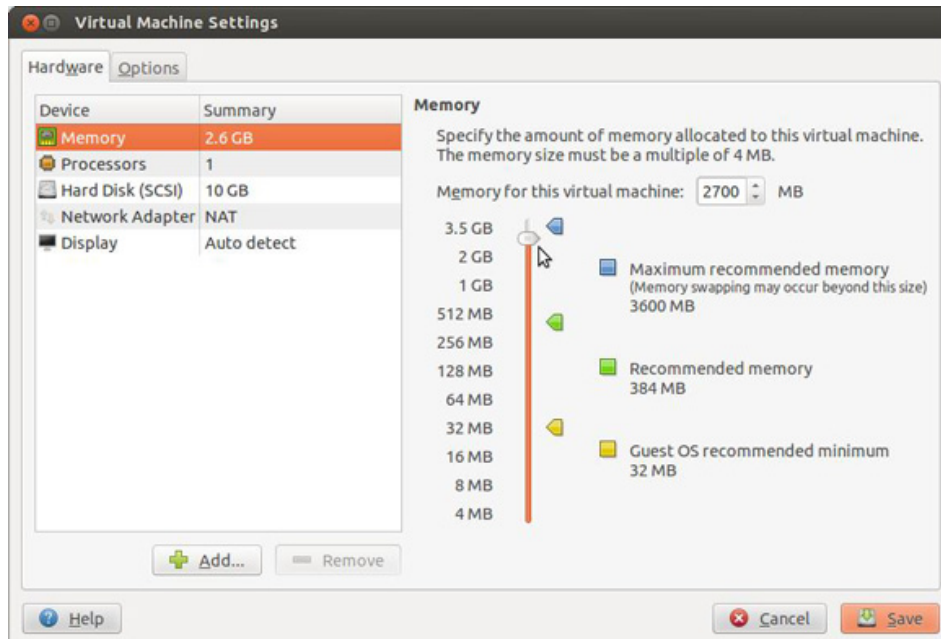 Virtual Machine Settings
Hardware Options
Device Summary
Memory 2.6 GB
Processors 1
Hard Disk (SCSI) 10 GB
Network Adapter NAT
Display Auto detect
Add... Remove
Memory
Specify the amount of memory allocated to this virtual machine.
The memory size must be a multiple of 4 MB.
Memory for this virtual machine: 2700 MB
3.5 GB
2 GB
1 GB
512 MB
256 MB
128 MB
64 MB
32 MB
16 MB
8 MB
4 MB
Maximum recommended memory
(Memory swapping may occur beyond this size)
3600 MB
Recommended memory
384 MB
Guest OS recommended minimum
32 MB
Help Cancel Save